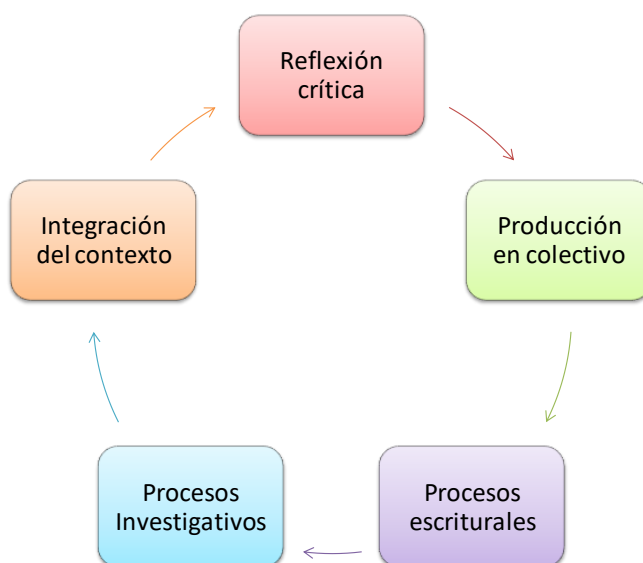 Reflexión
crítica
Producción
en colectivo
Procesos
escriturales
Procesos
Investigativos
Integración
del contexto